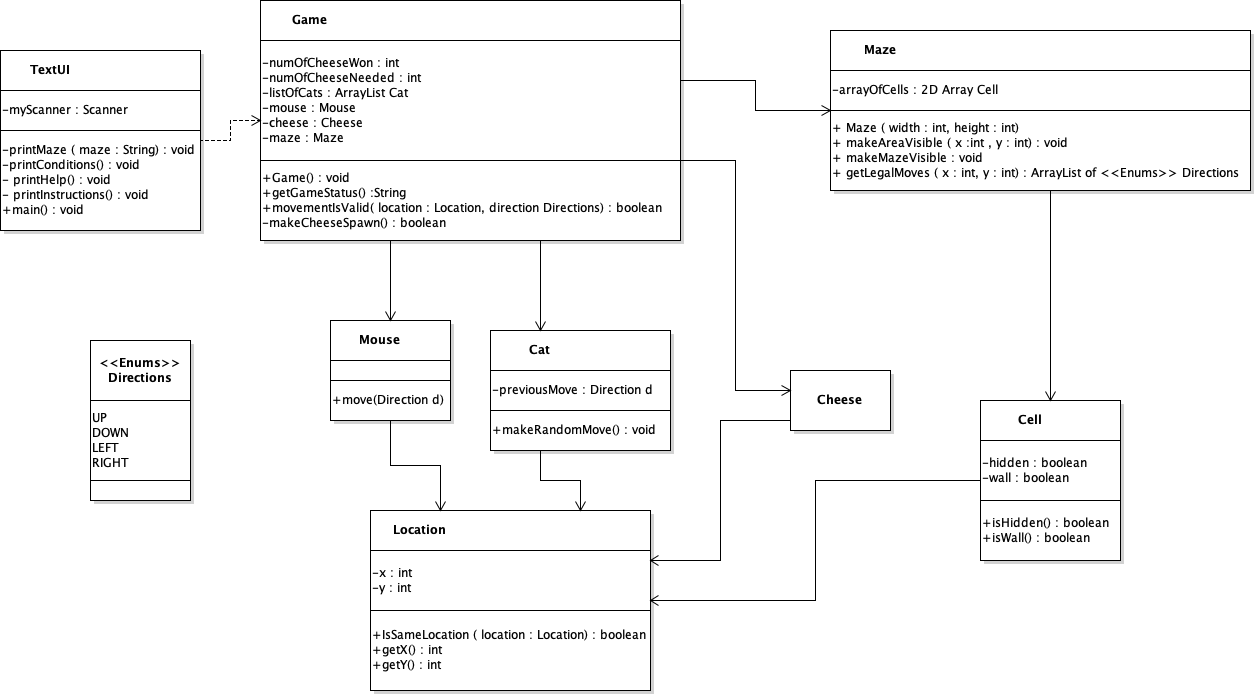 TextUI
-myScanner : Scanner
-printMaze ( maze : String) : void
-printConditions() : void
- printHelp() : void
- printInstructions() : void
+main() : void
Game
-numOfCheeseWon : int
-numOfCheeseNeeded : int
-listOfCats : ArrayList Cat
-mouse : Mouse
-cheese : Cheese
-maze : Maze
+Game() : void
+getGameStatus() :String
+movementIsValid( location : Location, direction Directions) : boolean
-makeCheeseSpawn() : boolean
Maze
-arrayOfCells : 2D Array Cell
+ Maze ( width : int, height : int)
+ makeAreaVisible ( x :int , y : int) : void
+ makeMazeVisible : void
+ getLegalMoves ( x : int, y : int) : ArrayList of <<Enums>> Directions
<<Enums>>
Directions
UP
DOWN
LEFT
RIGHT
Mouse
+move(Direction d)
Cat
-previousMove : Direction d
+makeRandomMove() : void
Cheese
Cell
-hidden : boolean
-wall : boolean
+isHidden() : boolean
+isWall() : boolean
Location
-x : int
-y : int
+IsSameLocation ( location : Location) : boolean
+getX() : int
+getY() : int